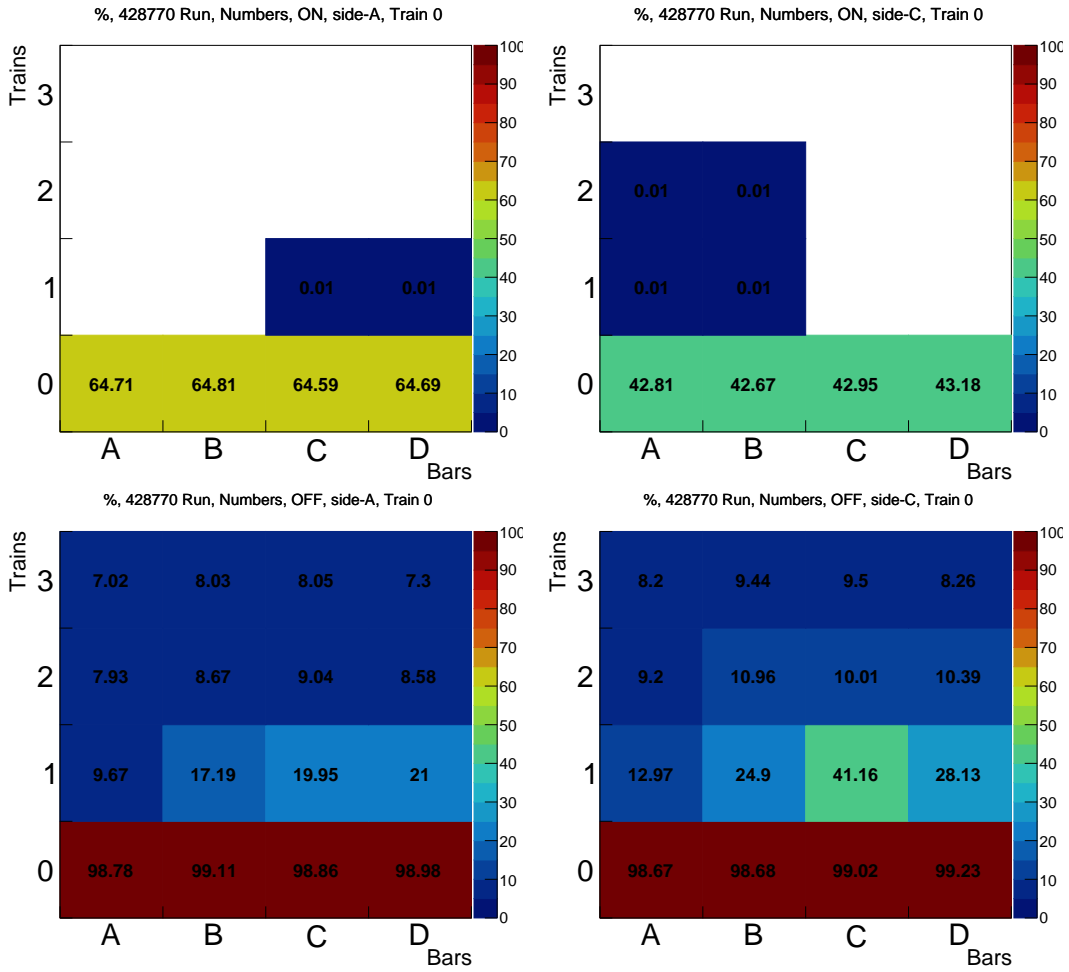 %, 428770 Run, Numbers, ON, side-A, Train 0
Trains
3
2
1
0
0.01 0.01
64.71 64.81 64.59 64.69
A B C D
Bars
100
90
80
70
60
50
40
30
20
10
0
%, 428770 Run, Numbers, ON, side-C, Train 0
Trains
3
2
1
0
0.01 0.01
0.01 0.01
42.81 42.67 42.95 43.18
A B C D
Bars
100
90
80
70
60
50
40
30
20
10
0
%, 428770 Run, Numbers, OFF, side-A, Train 0
Trains
3
2
1
0
7.02 8.03 8.05 7.3
7.93 8.67 9.04 8.58
9.67 17.19 19.95 21
98.78 99.11 98.86 98.98
A B C D
Bars
100
90
80
70
60
50
40
30
20
10
0
%, 428770 Run, Numbers, OFF, side-C, Train 0
Trains
3
2
1
0
8.2 9.44 9.5 8.26
9.2 10.96 10.01 10.39
12.97 24.9 41.16 28.13
98.67 98.68 99.02 99.23
A B C D
Bars
100
90
80
70
60
50
40
30
20
10
0